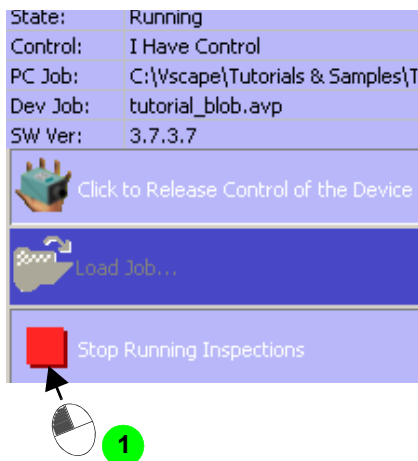 State: Running
Control: I Have Control
PC Job: C:\Vscape\Tutorials & Samples\T
Dev Job: tutorial_blob.avp
SW Ver: 3.7.3.7
Click to Release Control of the Device
Load Job...
Stop Running Inspections
1